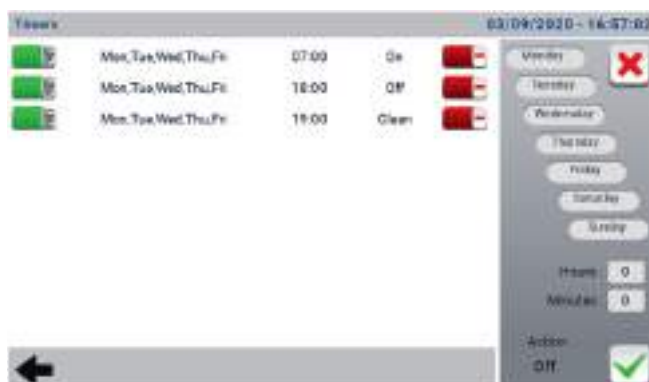 Timers 03/09/2020 - 16:57:02
Mon,Tue,Wed,Thu,Fri 07:00 On
Mon,Tue,Wed,Thu,Fri 18:00 Off
Mon,Tue,Wed,Thu,Fri 19:00 Clean
Monday
Tuesday
Wednesday
Thursday
Friday
Saturday
Sunday
Hours 0
Minutes 0
Action
Off